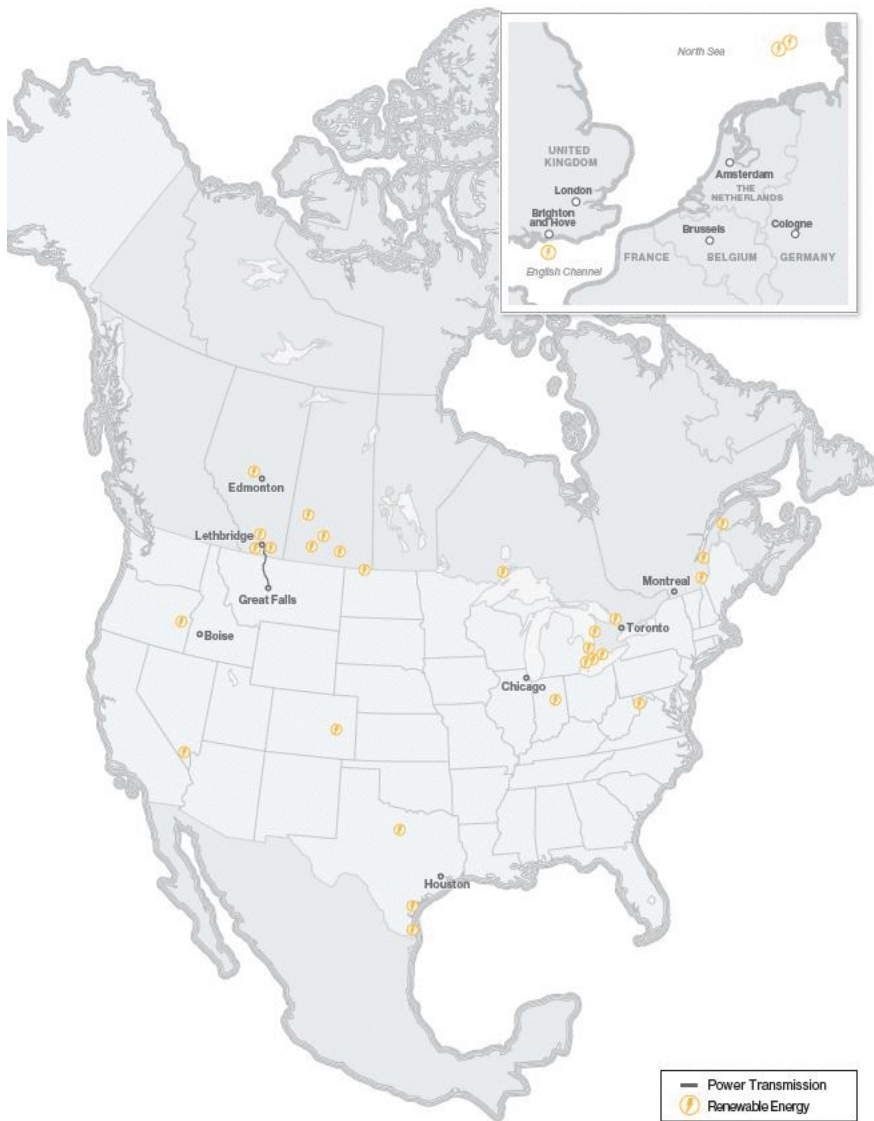 North Sea
UNITED
KINGDOM
Amsterdam
THE
NETHERLANDS
London
Brighton
and Hove
Brussels
Cologne
FRANCE
BELGIUM
GERMANY
English Channel
Edmonton
Lethbridge
Great Falls
Montreal
Boise
Toronto
Chicago
Houston
Power Transmission
Renewable Energy